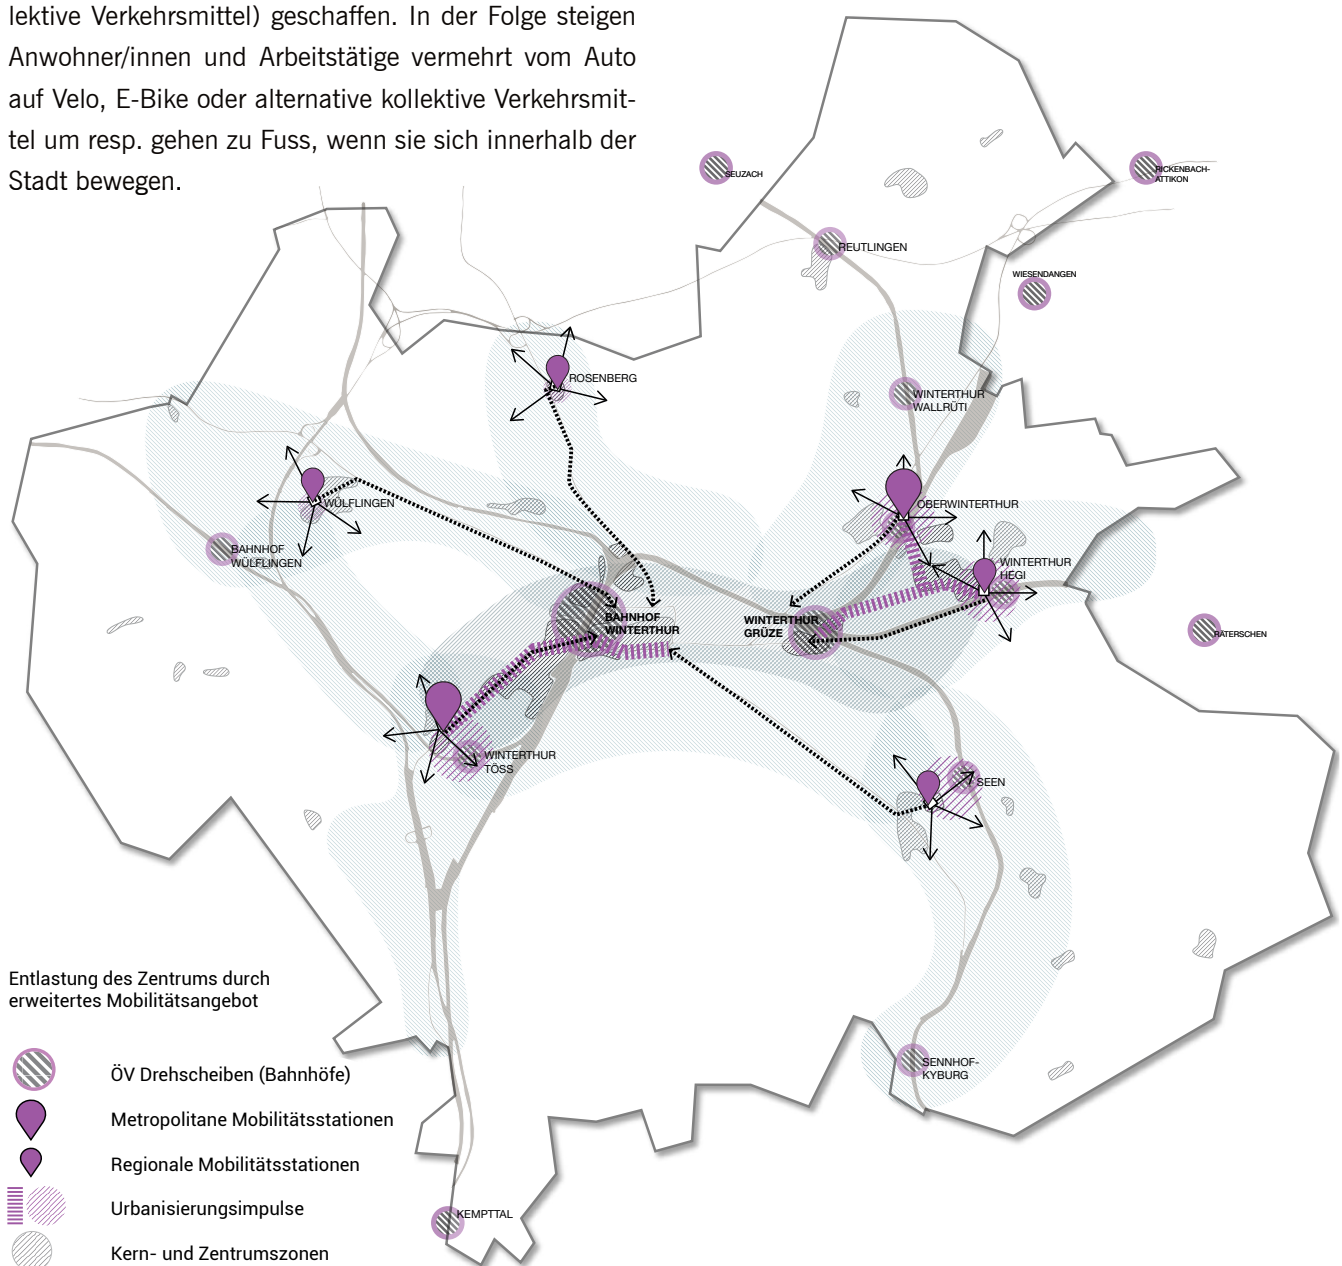 lektive Verkehrsmittel) geschaffen. In der Folge steigen
Anwohner/innen und Arbeitstätige vermehrt vom Auto
auf Velo, E-Bike oder alternative kollektive Verkehrsmit-
tel um resp. gehen zu Fuss, wenn sie sich innerhalb der
Stadt bewegen.
SEUZACH
RICKENBACH-
ATTIKON
REUTLINGEN
WIESENDANGEN
ROSENBERG
WINTERTHUR
WALLRÜTI
WÜLFLINGEN
OBERWINTERTHUR
BAHNHOF
WÜLFLINGEN
WINTERTHUR
HEGI
BAHNHOF
WINTERTHUR
WINTERTHUR
GRÜZE
RÄTERSCHEN
WINTERTHUR
TÖSS
SEEN
SENNHOF-
KYBURG
KEMPTTAL
Entlastung des Zentrums durch
erweitertes Mobilitätsangebot
ÖV Drehscheiben (Bahnhöfe)
Metropolitane Mobilitätsstationen
Regionale Mobilitätsstationen
Urbanisierungsimpulse
Kern- und Zentrumszonen